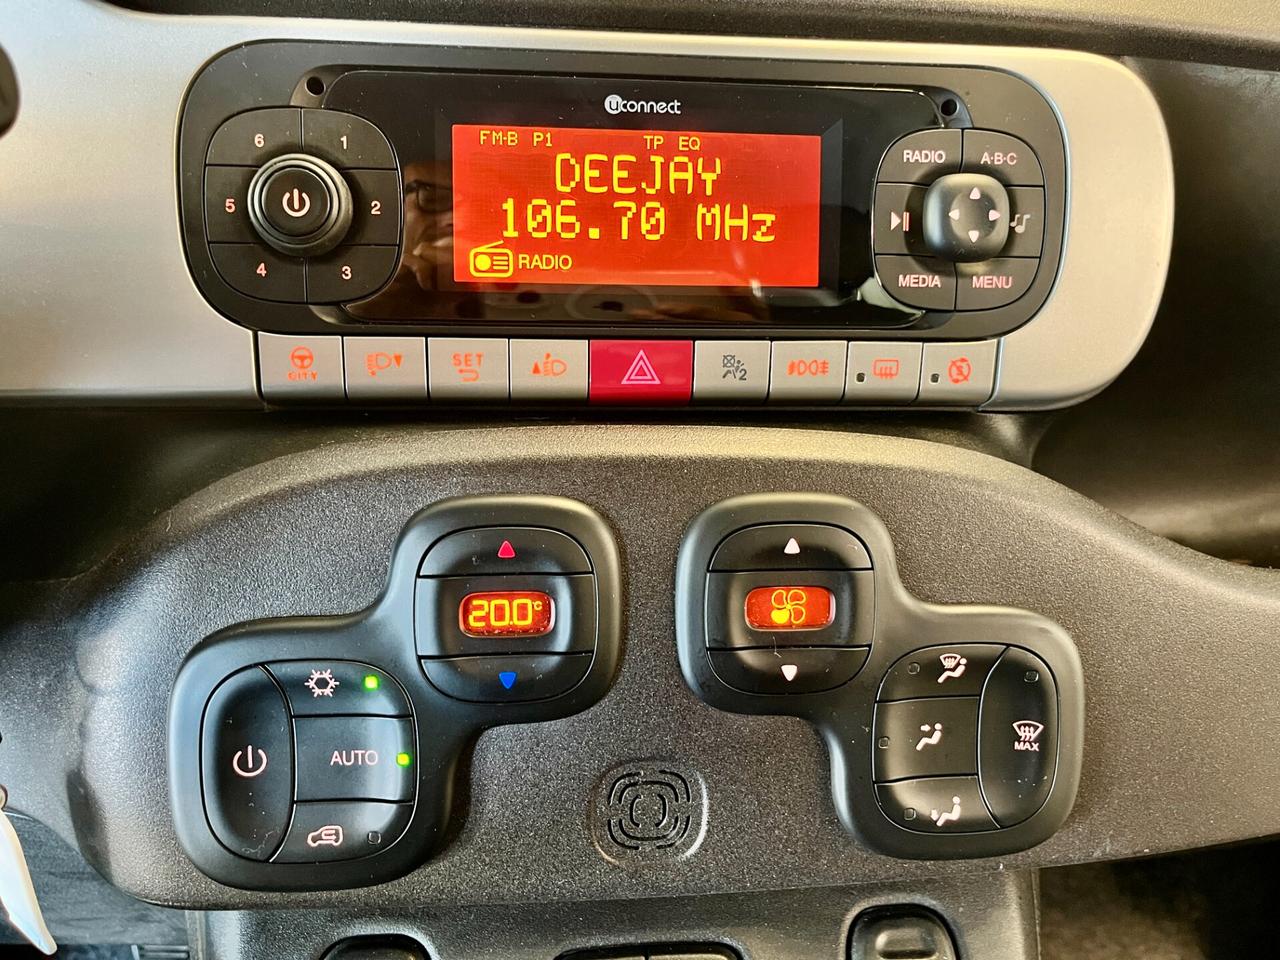 uconnect
FM-B P1 TP EQ
DEEJAY
106.70 MHz
RADIO
6 1
5 2
4 3
RADIO A·B·C
MEDIA MENU
CITY SET 2
20.0°C
AUTO
MAX